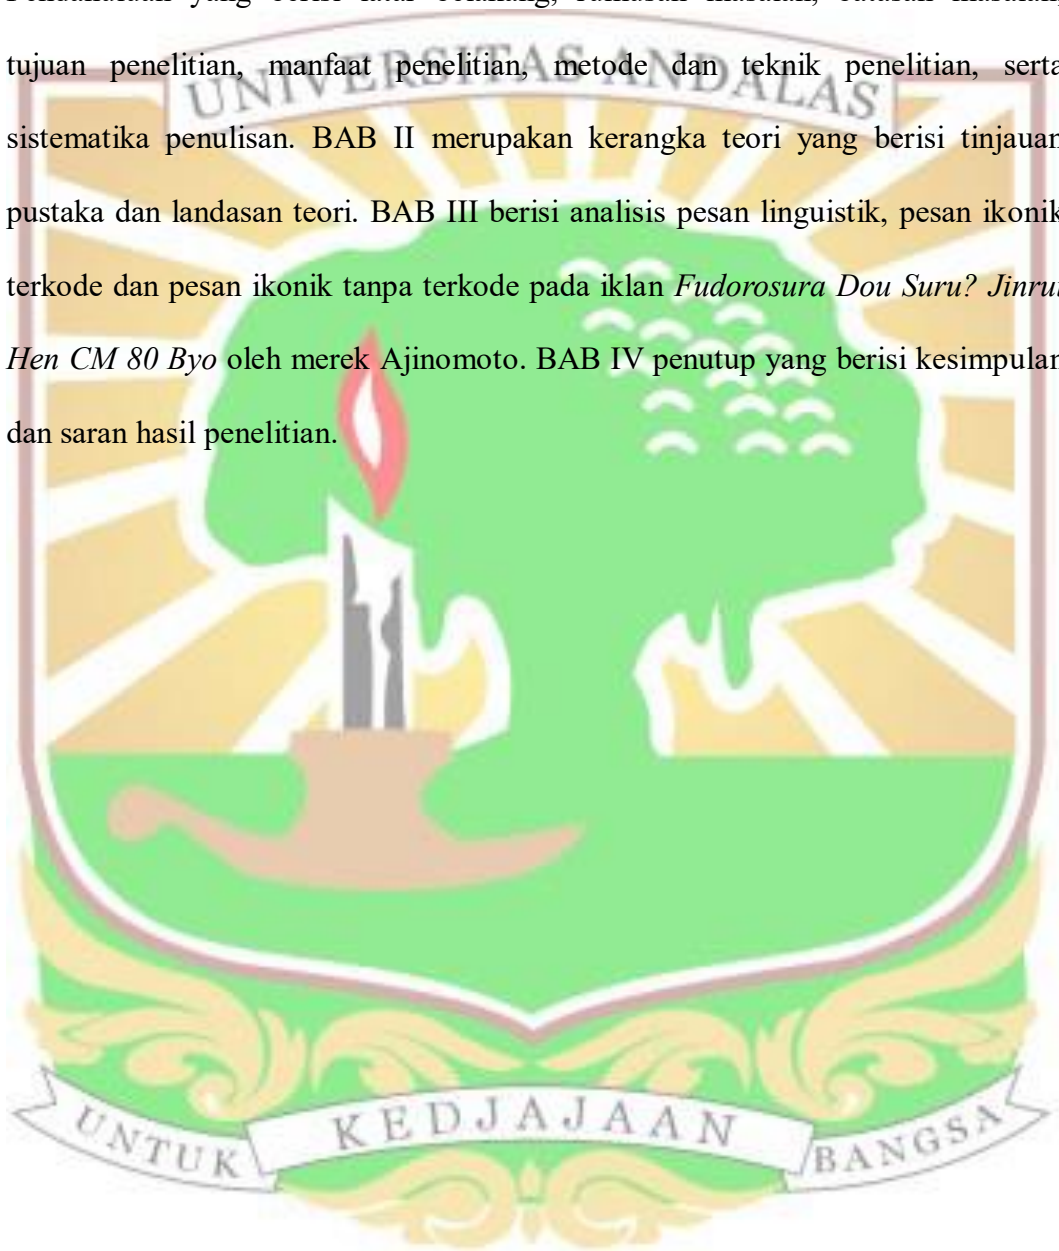 UNIVERSITAS ANDALAS
tujuan penelitian, manfaat penelitian, metode dan teknik penelitian, serta
sistematika penulisan. BAB II merupakan kerangka teori yang berisi tinjauan
pustaka dan landasan teori. BAB III berisi analisis pesan linguistik, pesan ikonik
terkode dan pesan ikonik tanpa terkode pada iklan Fudorosura Dou Suru? Jinrui
Hen CM 80 Byo oleh merek Ajinomoto. BAB IV penutup yang berisi kesimpulan
dan saran hasil penelitian.
UNTUK KEDJAJAAN BANGSA